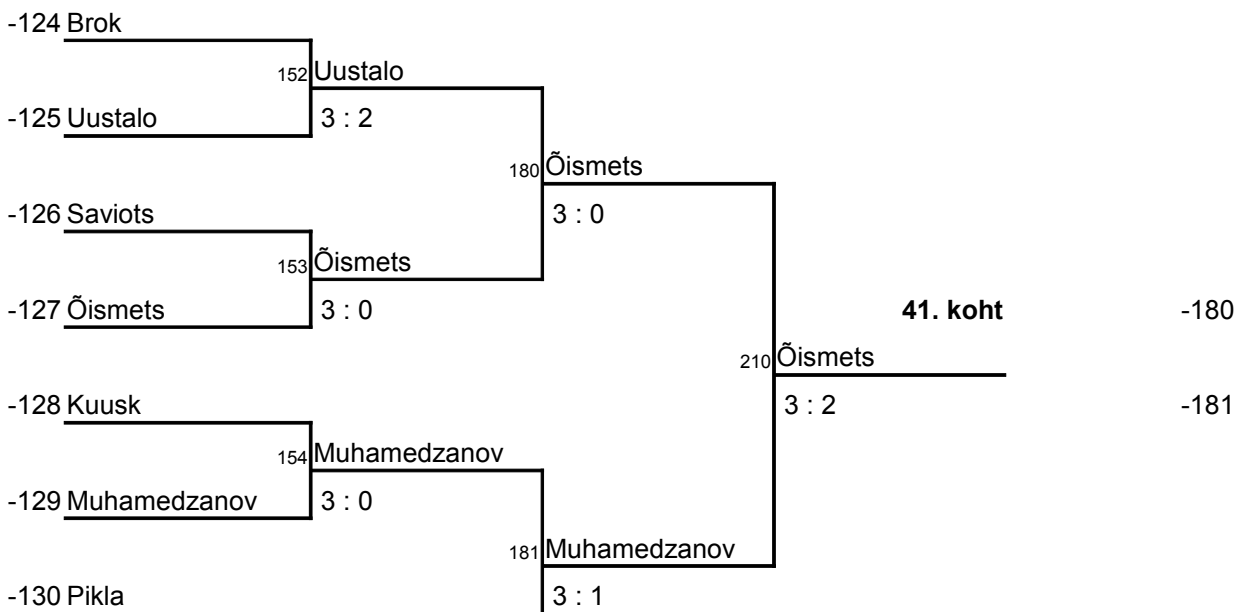 -124 Brok
152 Uustalo
-125 Uustalo 3 : 2
180 Õismets
-126 Saviots 3 : 0
153 Õismets
-127 Õismets 3 : 0 41. koht -180
210 Õismets
-128 Kuusk 3 : 2 -181
154 Muhamedzanov
-129 Muhamedzanov 3 : 0
181 Muhamedzanov
-130 Pikla 3 : 1